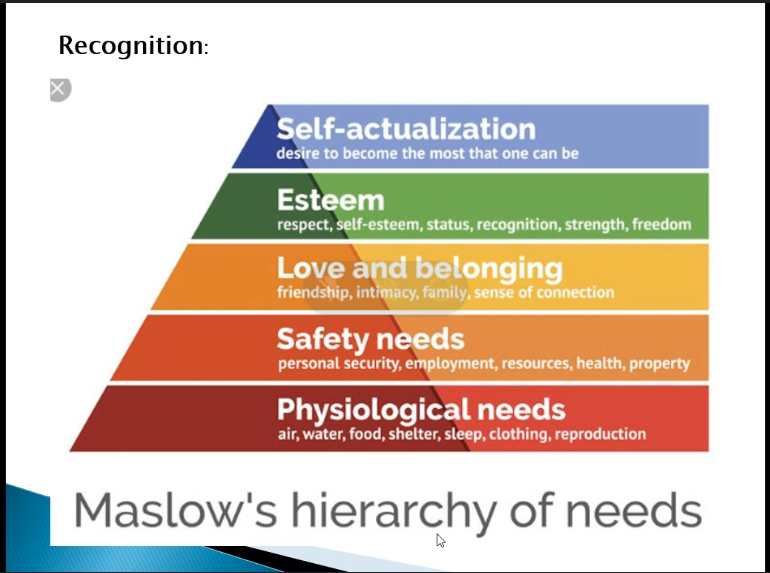 Recognition:
Self-actualization
desire to become the most that one can be
Esteem
respect, self-esteem, status, recognition, strength, freedom
Love and belonging
friendship, intimacy, family, sense of connection
Safety needs
personal security, employment, resources, health, property
Physiological needs
air, water, food, shelter, sleep, clothing, reproduction
Maslow's hierarchy of needs